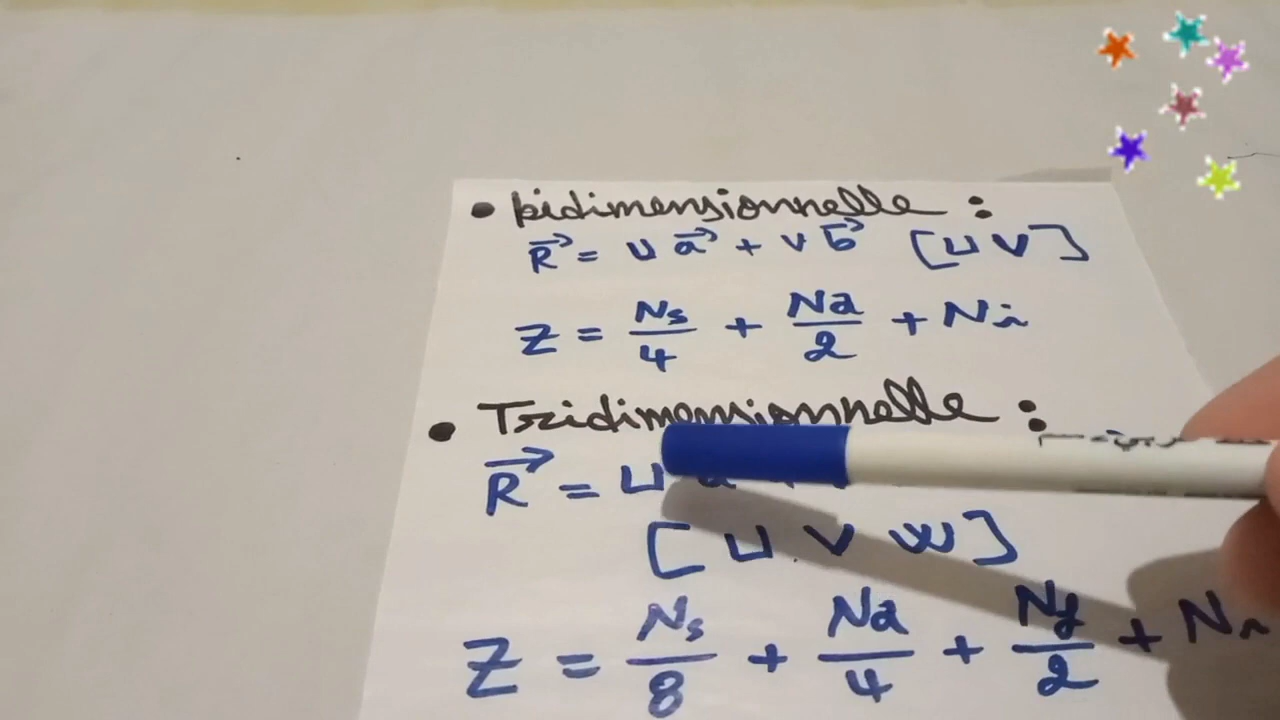 • bidimensionnelle :
R⃗ = u a⃗ + v b⃗ [u v]
Z = Ns/4 + Na/2 + Ni
• Tridimensionnelle :
R⃗ = u
[u v w]
Z = Ns/8 + Na/4 + Nf/2 + Ni